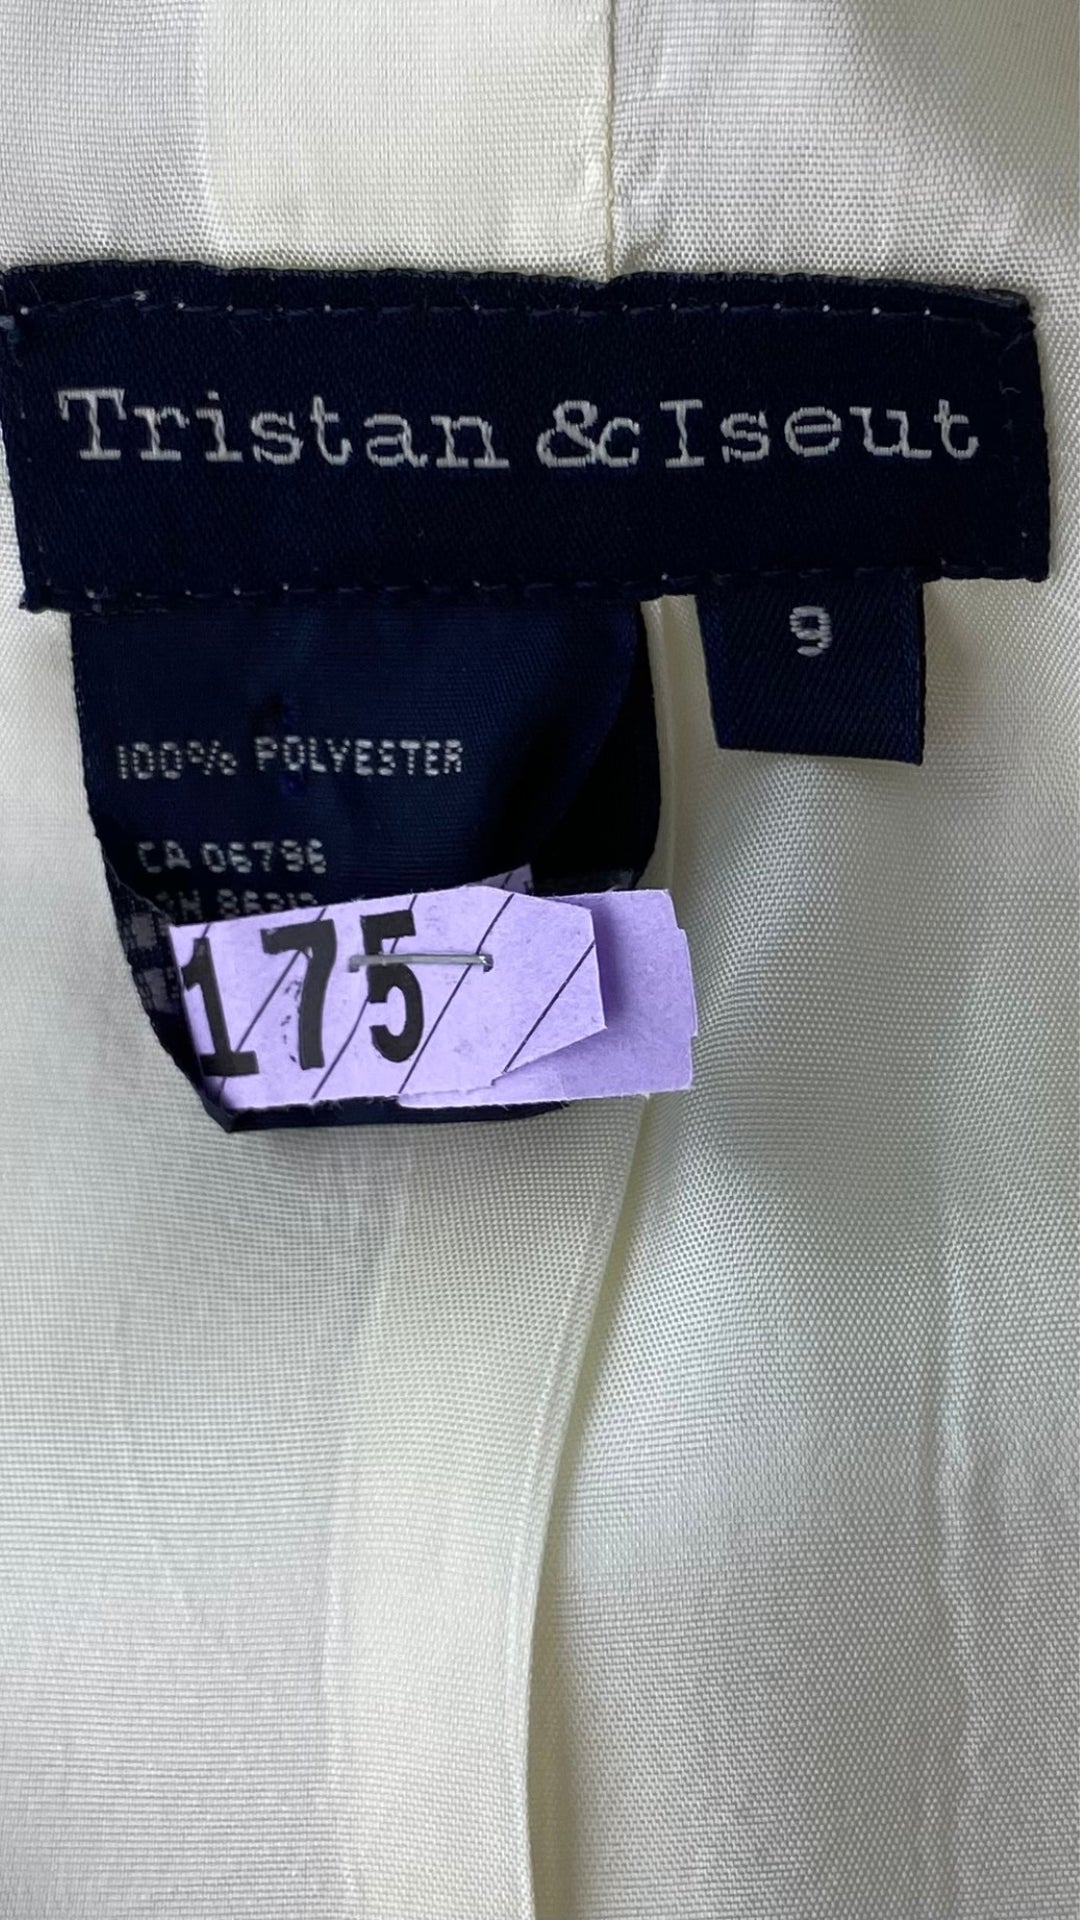 Tristan & Iseut
9
100% POLYESTER
CA 06796
175